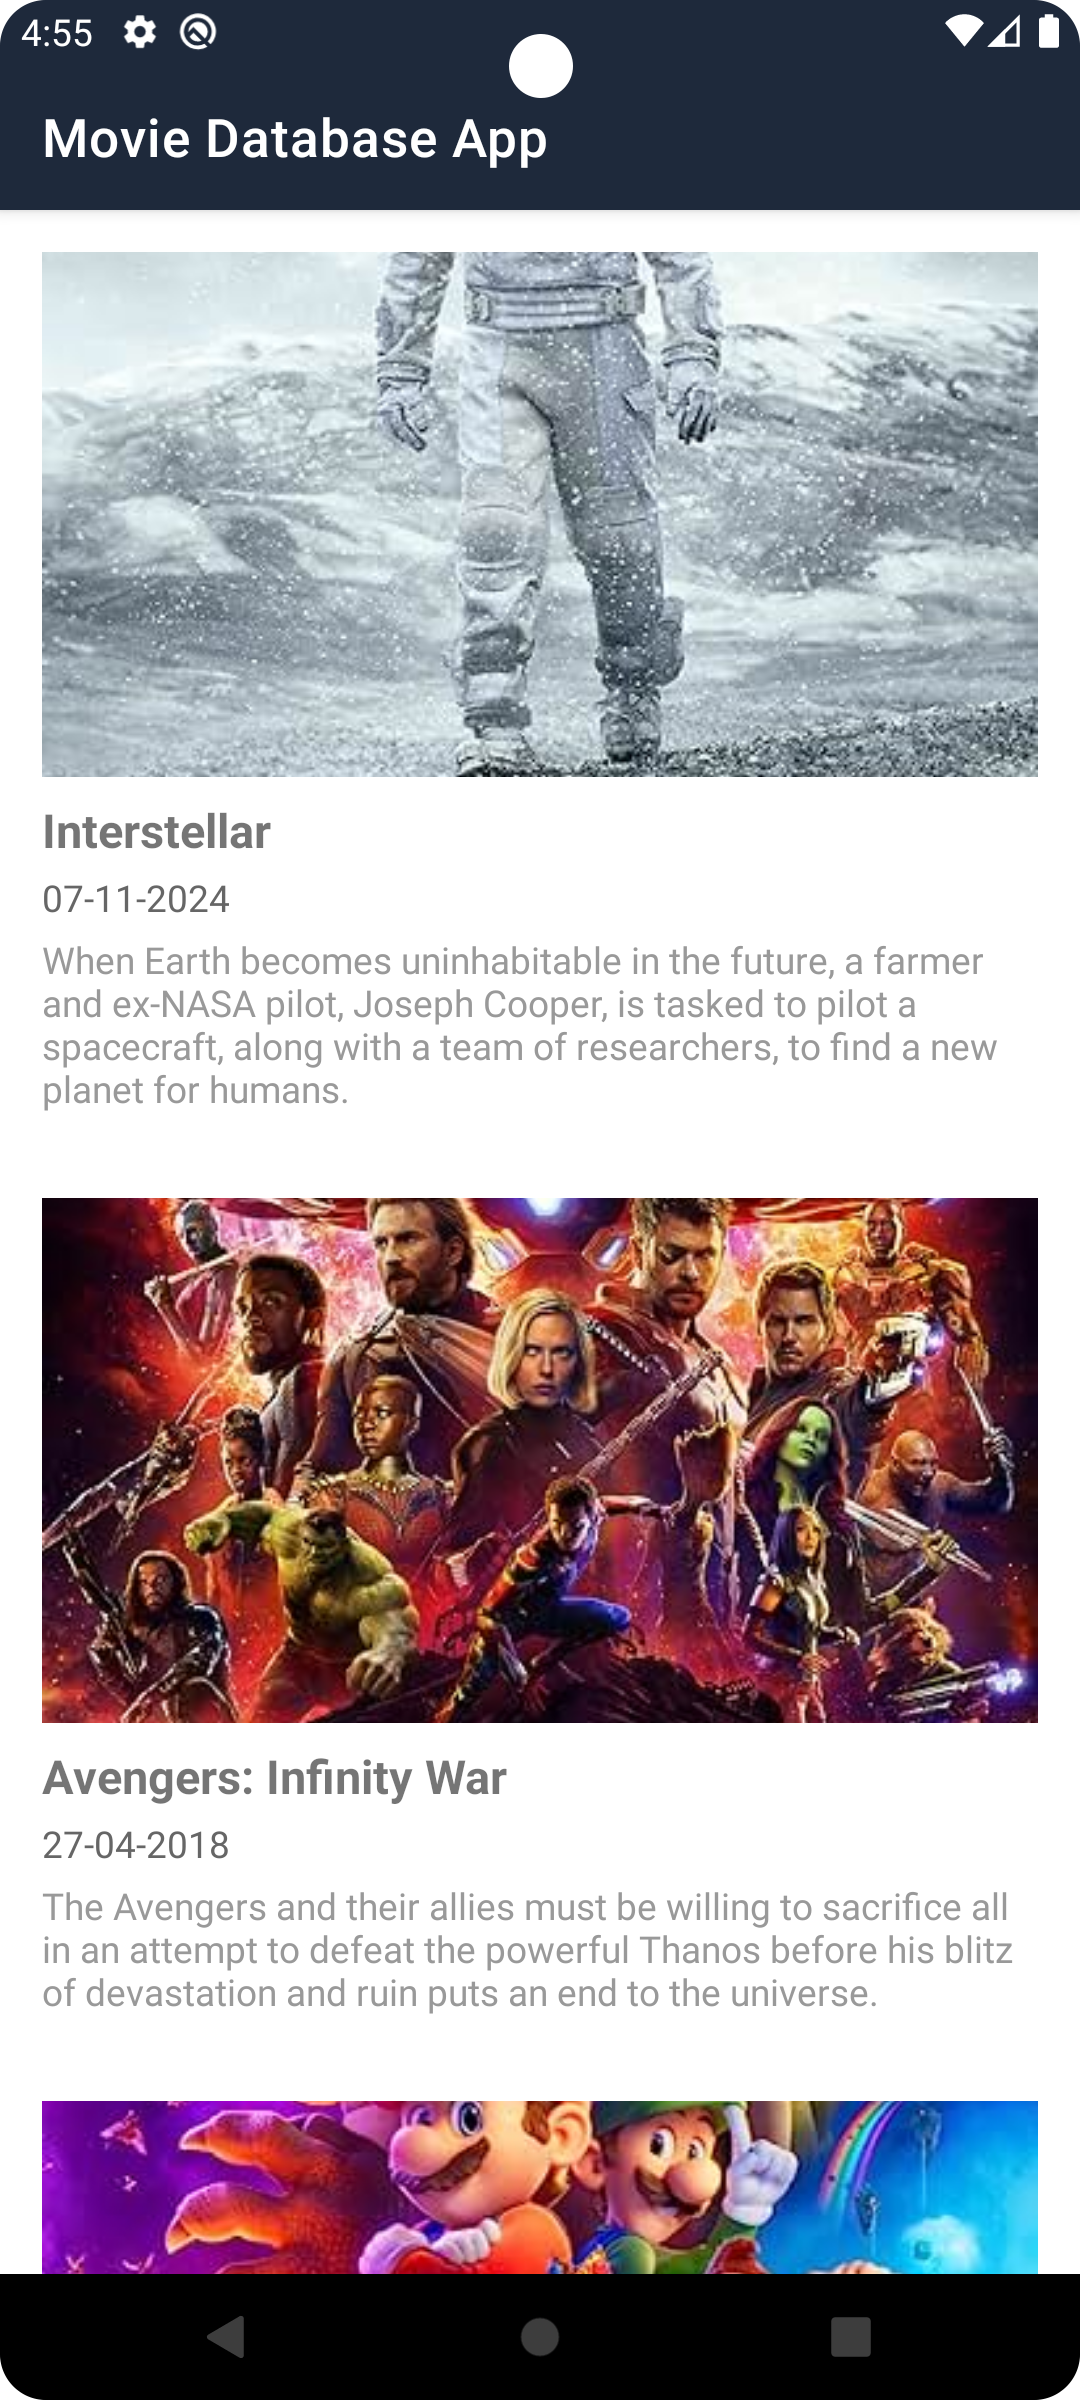 4:55
Movie Database App
Interstellar
07-11-2024
When Earth becomes uninhabitable in the future, a farmer
and ex-NASA pilot, Joseph Cooper, is tasked to pilot a
spacecraft, along with a team of researchers, to find a new
planet for humans.
Avengers: Infinity War
27-04-2018
The Avengers and their allies must be willing to sacrifice all
in an attempt to defeat the powerful Thanos before his blitz
of devastation and ruin puts an end to the universe.